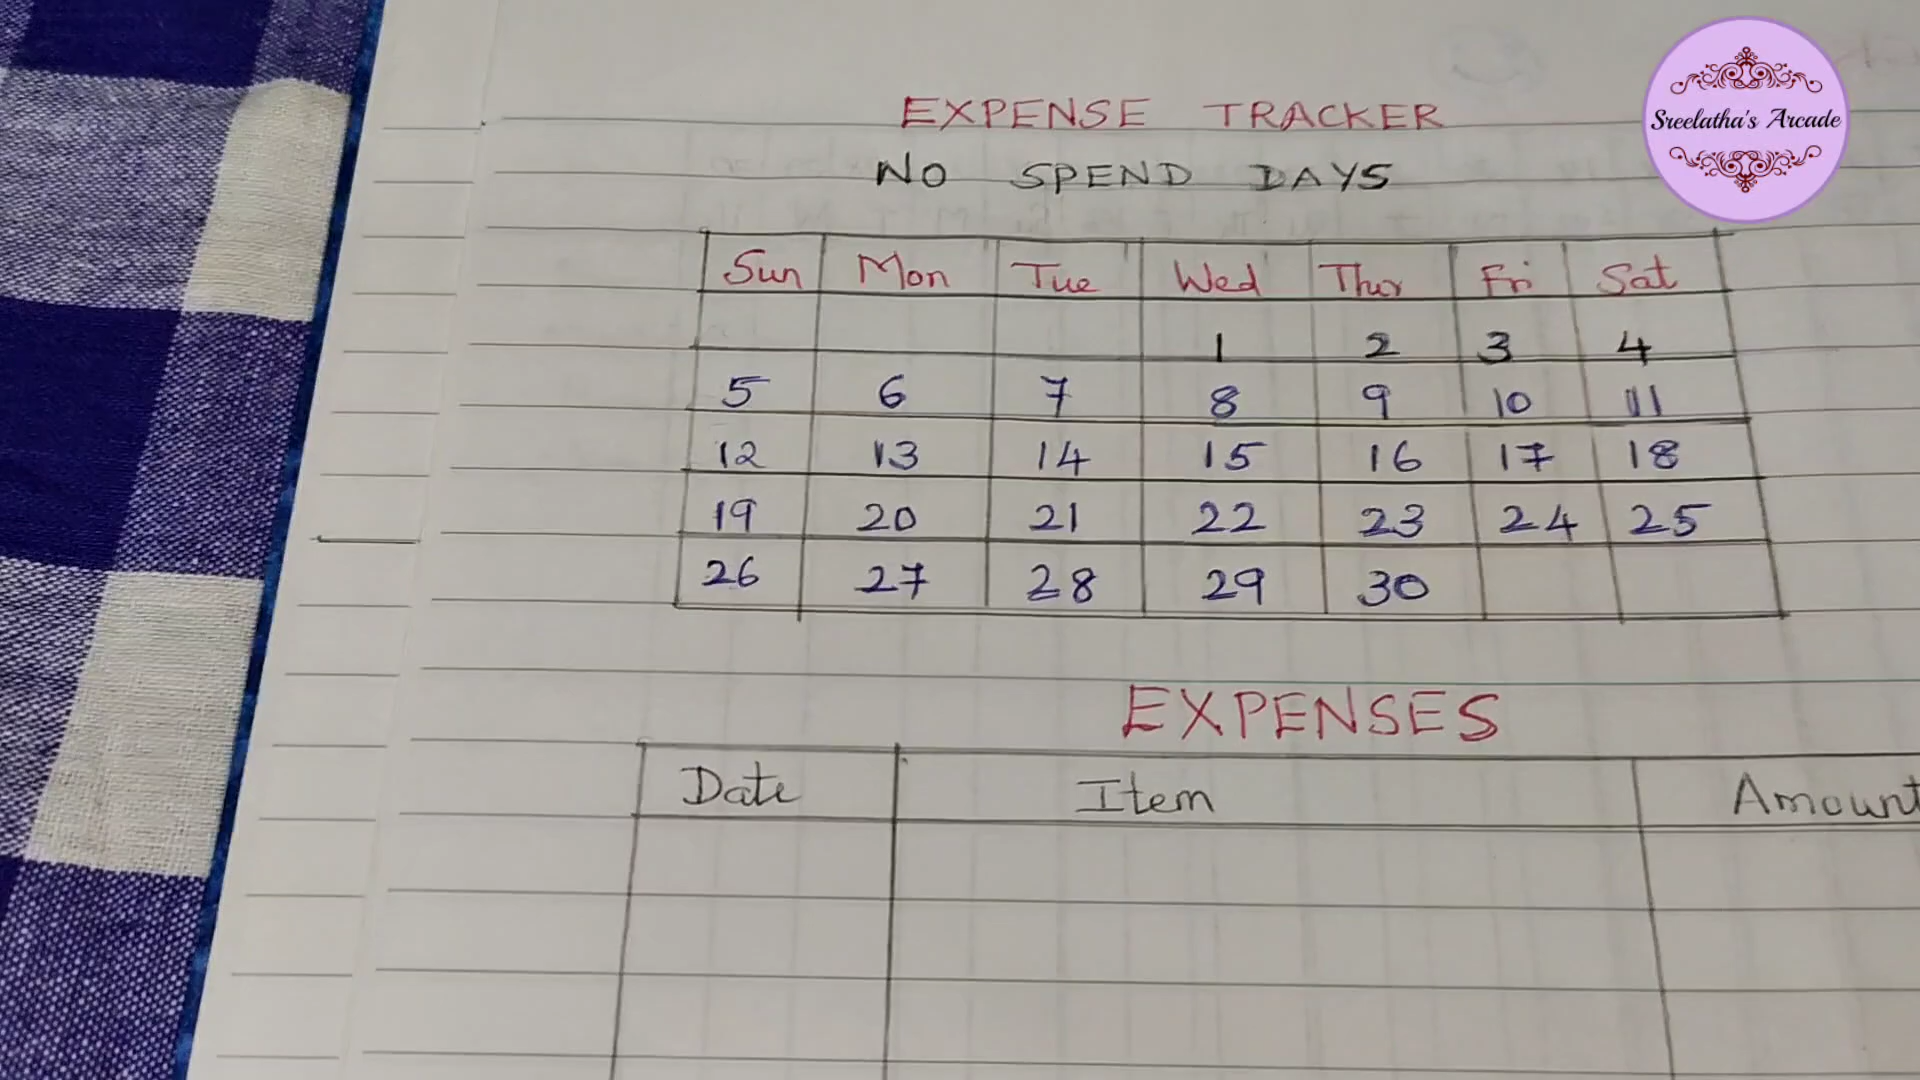 EXPENSE TRACKER
Sreelatha's Arcade
NO SPEND DAYS
Sun Mon Tue Wed Thur Fri Sat
1 2 3 4
5 6 7 8 9 10 11
12 13 14 15 16 17 18
19 20 21 22 23 24 25
26 27 28 29 30
EXPENSES
Date Item Amount